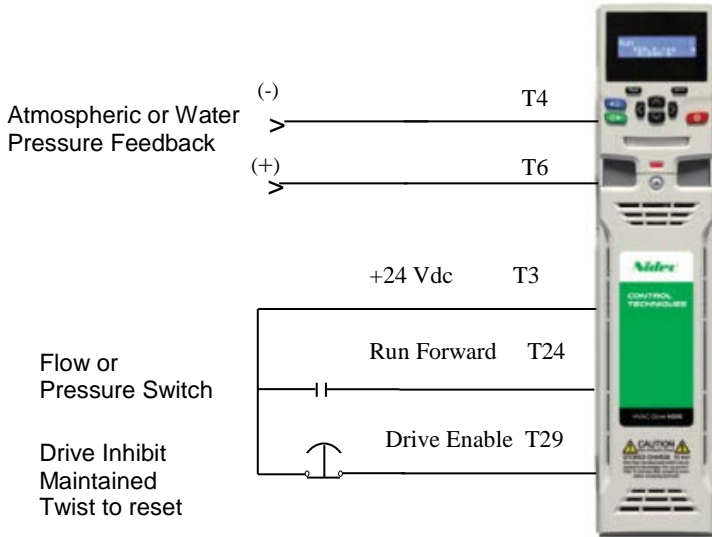 (-)
T4
Atmospheric or Water
Pressure Feedback
(+)
T6
+24 Vdc T3
Flow or
Pressure Switch
Run Forward T24
Drive Inhibit
Maintained
Twist to reset
Drive Enable T29
Nidec
CONTROL
TECHNIQUES
CAUTION